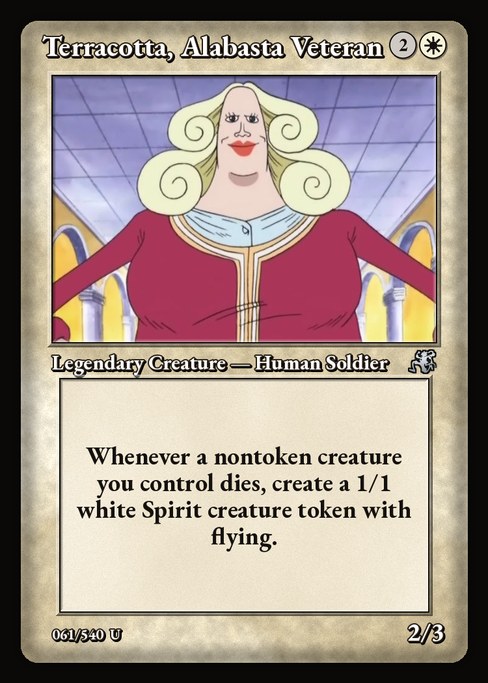 Terracotta, Alabasta Veteran 2
Legendary Creature — Human Soldier
Whenever a nontoken creature
you control dies, create a 1/1
white Spirit creature token with
flying.
061/540 U
2/3